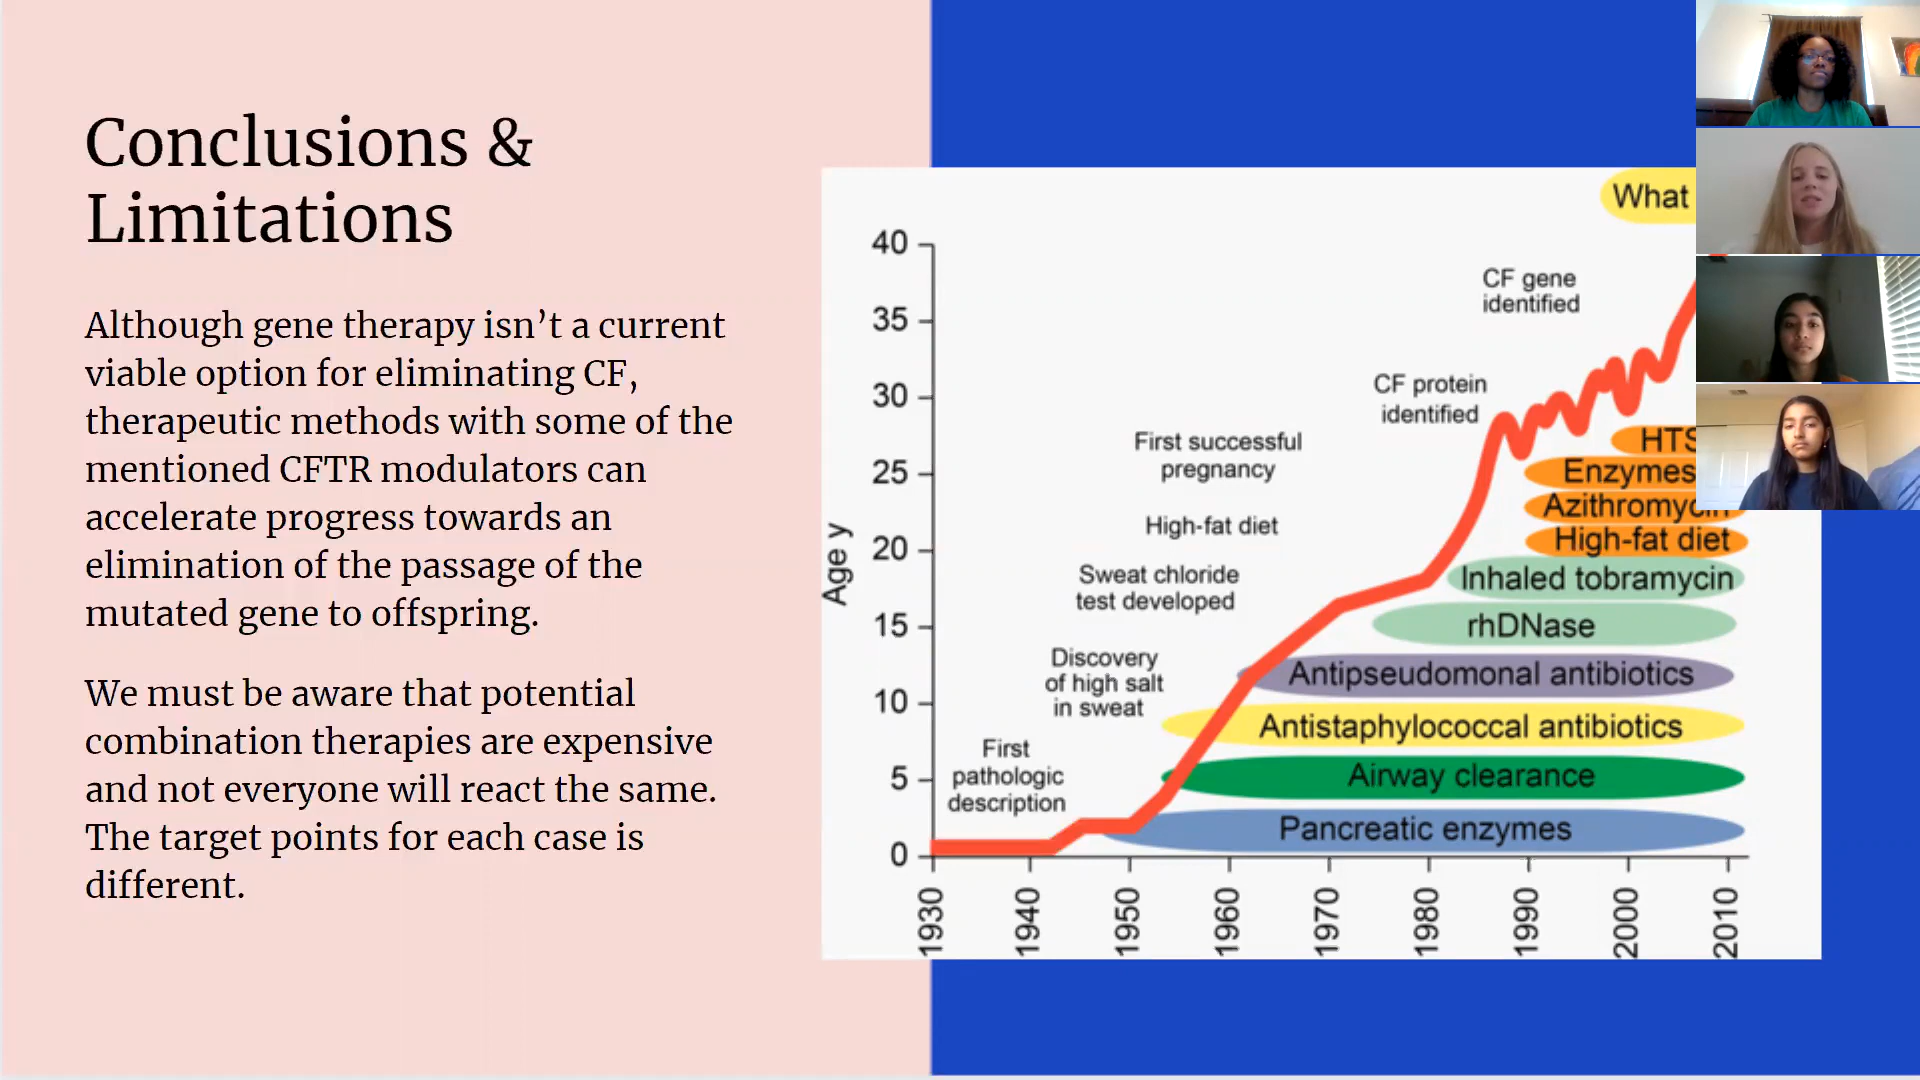 Conclusions &
Limitations
Although gene therapy isn’t a current
viable option for eliminating CF,
therapeutic methods with some of the
mentioned CFTR modulators can
accelerate progress towards an
elimination of the passage of the
mutated gene to offspring.
We must be aware that potential
combination therapies are expensive
and not everyone will react the same.
The target points for each case is
different.
What
40
35
30
25
20
15
10
5
0
Age y
CF gene
identified
CF protein
identified
First successful
pregnancy
High-fat diet
Sweat chloride
test developed
Discovery
of high salt
in sweat
First
pathologic
description
HTS
Enzymes
Azithromycin
High-fat diet
Inhaled tobramycin
rhDNase
Antipseudomonal antibiotics
Antistaphylococcal antibiotics
Airway clearance
Pancreatic enzymes
1930
1940
1950
1960
1970
1980
1990
2000
2010